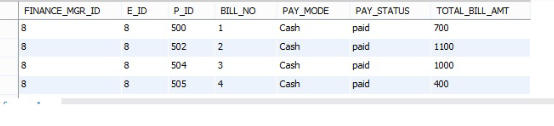 FINANCE_MGR_ID E_ID P_ID BILL_NO PAY_MODE PAY_STATUS TOTAL_BILL_AMT
8 8 500 1 Cash paid 700
8 8 502 2 Cash paid 1100
8 8 504 3 Cash paid 1000
8 8 505 4 Cash paid 400